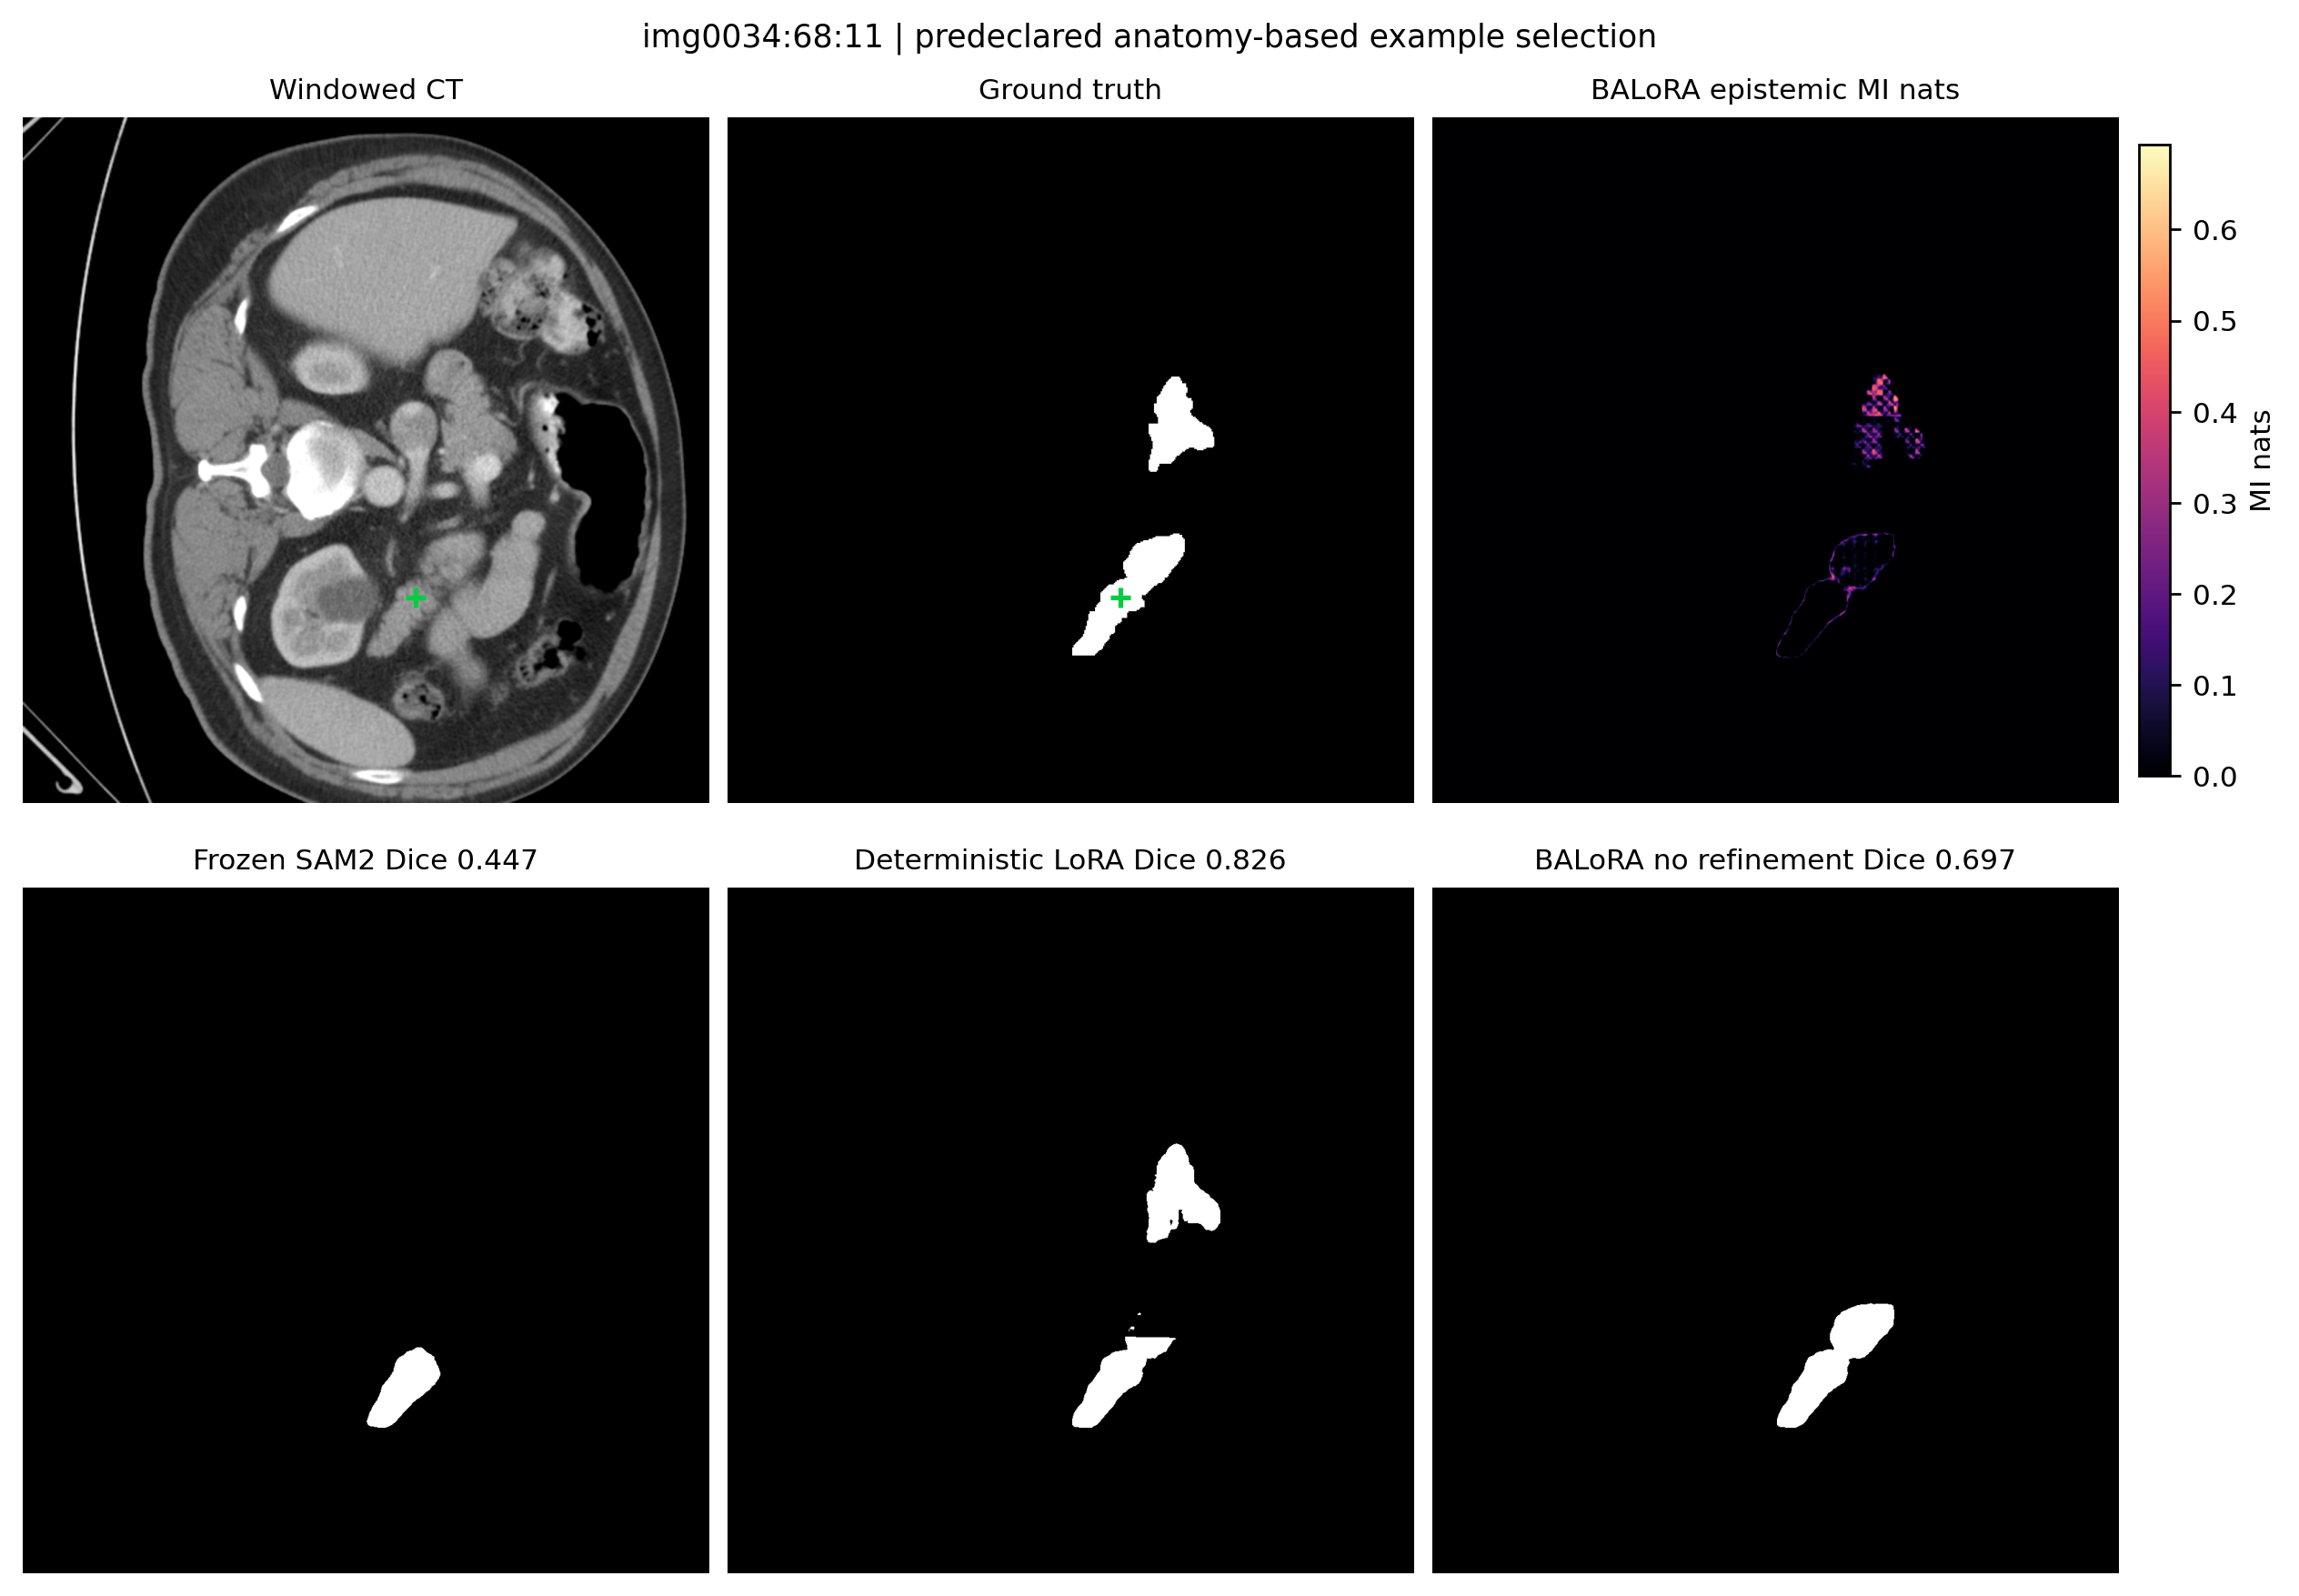 img0034:68:11 | predeclared anatomy-based example selection
Windowed CT
Ground truth
BALoRA epistemic MI nats
0.6
0.5
0.4
0.3
0.2
0.1
0.0
MI nats
Frozen SAM2 Dice 0.447
Deterministic LoRA Dice 0.826
BALoRA no refinement Dice 0.697